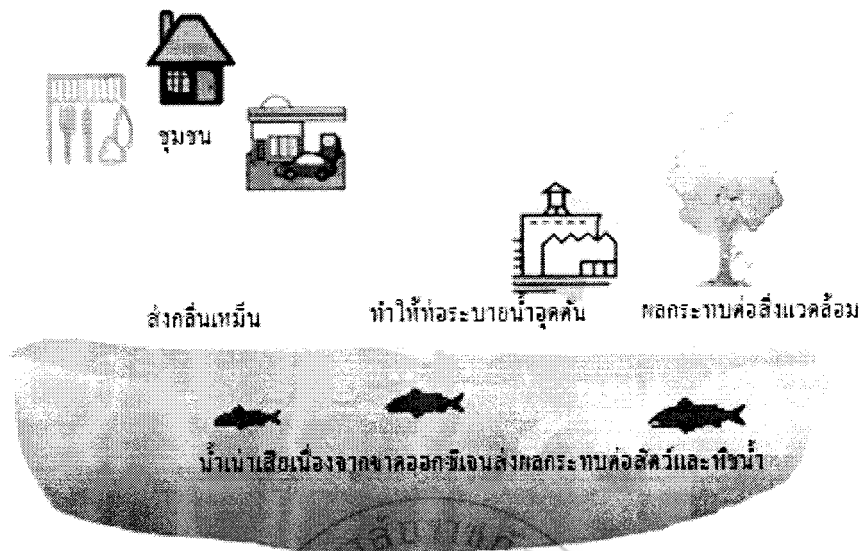 ชุมชน
ส่งกลิ่นเหม็น
ทำให้ท่อระบายน้ำอุดตัน
ผลกระทบต่อสิ่งแวดล้อม
น้ำเน่าเสียเนื่องจากขาดออกซิเจนส่งผลกระทบต่อสัตว์และพืชน้ำ